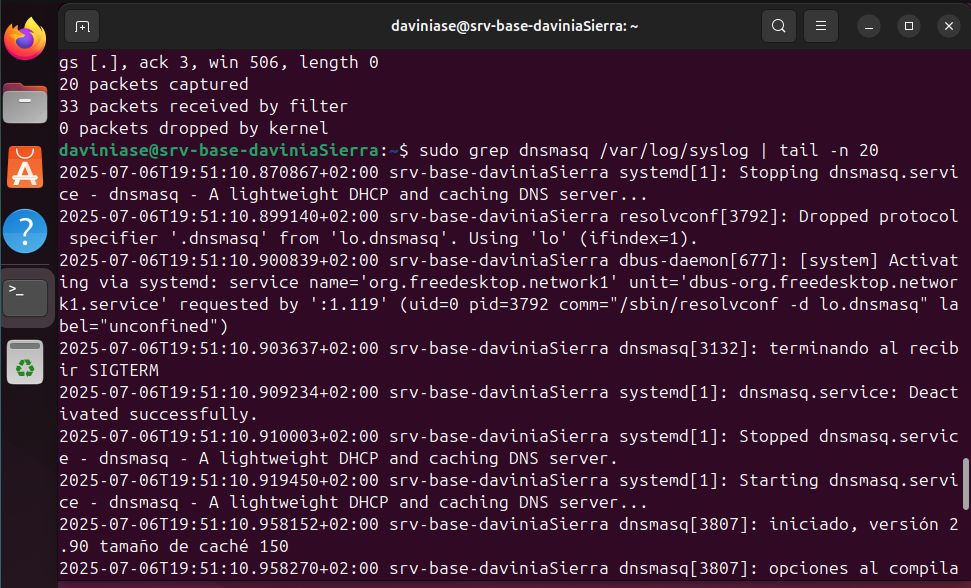 daviniase@srv-base-daviniaSierra: ~
gs [.], ack 3, win 506, length 0
20 packets captured
33 packets received by filter
0 packets dropped by kernel
daviniase@srv-base-daviniaSierra:~$ sudo grep dnsmasq /var/log/syslog | tail -n 20
2025-07-06T19:51:10.870867+02:00 srv-base-daviniaSierra systemd[1]: Stopping dnsmasq.servi
ce - dnsmasq - A lightweight DHCP and caching DNS server...
2025-07-06T19:51:10.899140+02:00 srv-base-daviniaSierra resolvconf[3792]: Dropped protocol
 specifier '.dnsmasq' from 'lo.dnsmasq'. Using 'lo' (ifindex=1).
2025-07-06T19:51:10.900839+02:00 srv-base-daviniaSierra dbus-daemon[677]: [system] Activat
ing via systemd: service name='org.freedesktop.network1' unit='dbus-org.freedesktop.networ
k1.service' requested by ':1.119' (uid=0 pid=3792 comm="/sbin/resolvconf -d lo.dnsmasq" la
bel="unconfined")
2025-07-06T19:51:10.903637+02:00 srv-base-daviniaSierra dnsmasq[3132]: terminando al recib
ir SIGTERM
2025-07-06T19:51:10.909234+02:00 srv-base-daviniaSierra systemd[1]: dnsmasq.service: Deact
ivated successfully.
2025-07-06T19:51:10.910003+02:00 srv-base-daviniaSierra systemd[1]: Stopped dnsmasq.servic
e - dnsmasq - A lightweight DHCP and caching DNS server.
2025-07-06T19:51:10.919450+02:00 srv-base-daviniaSierra systemd[1]: Starting dnsmasq.servi
ce - dnsmasq - A lightweight DHCP and caching DNS server...
2025-07-06T19:51:10.958152+02:00 srv-base-daviniaSierra dnsmasq[3807]: iniciado, versión 2
.90 tamaño de caché 150
2025-07-06T19:51:10.958270+02:00 srv-base-daviniaSierra dnsmasq[3807]: opciones al compila